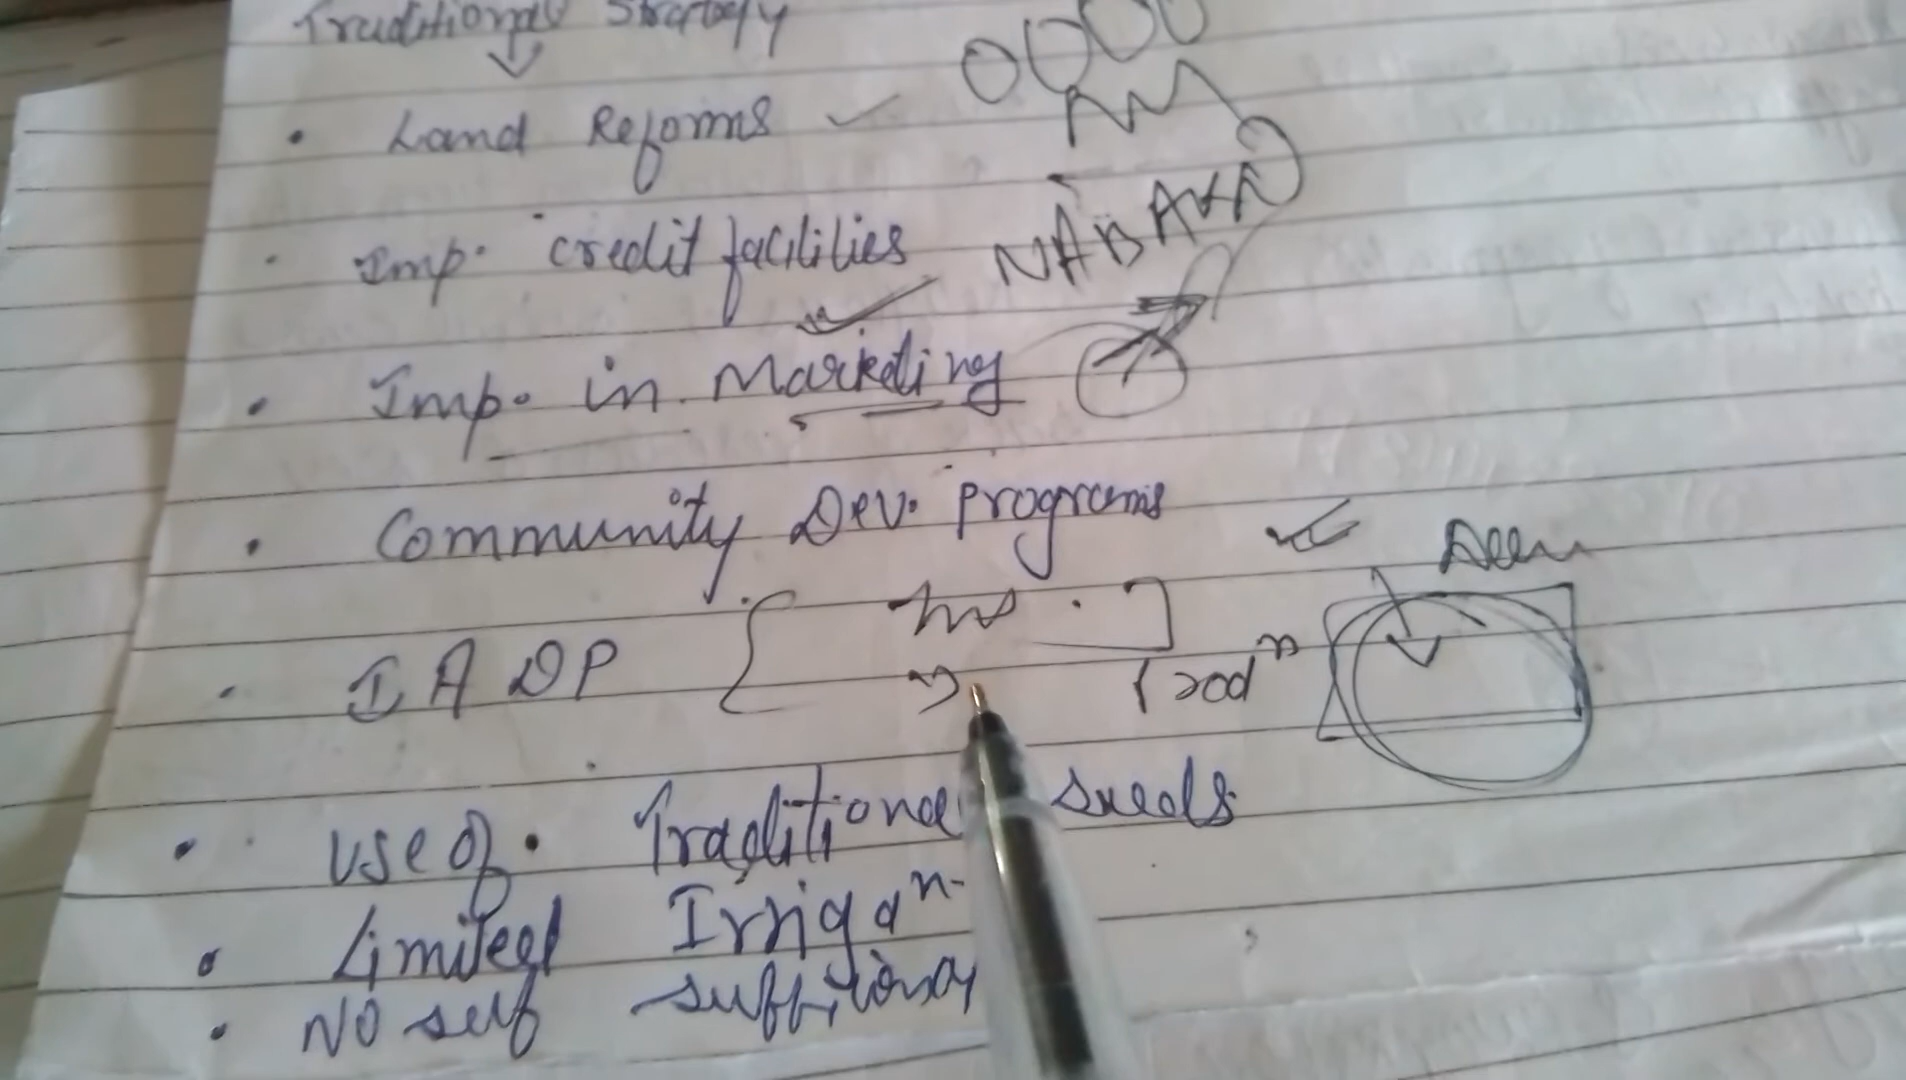 Traditional Strategy
• Land Reforms
NABARD
• Imp. credit facilities
• Imp. in Marketing
• Community Dev. programs
• IADP
Prodn
• Use of. Traditional seeds
• Limited Irrigan.
• NO self sufficiency